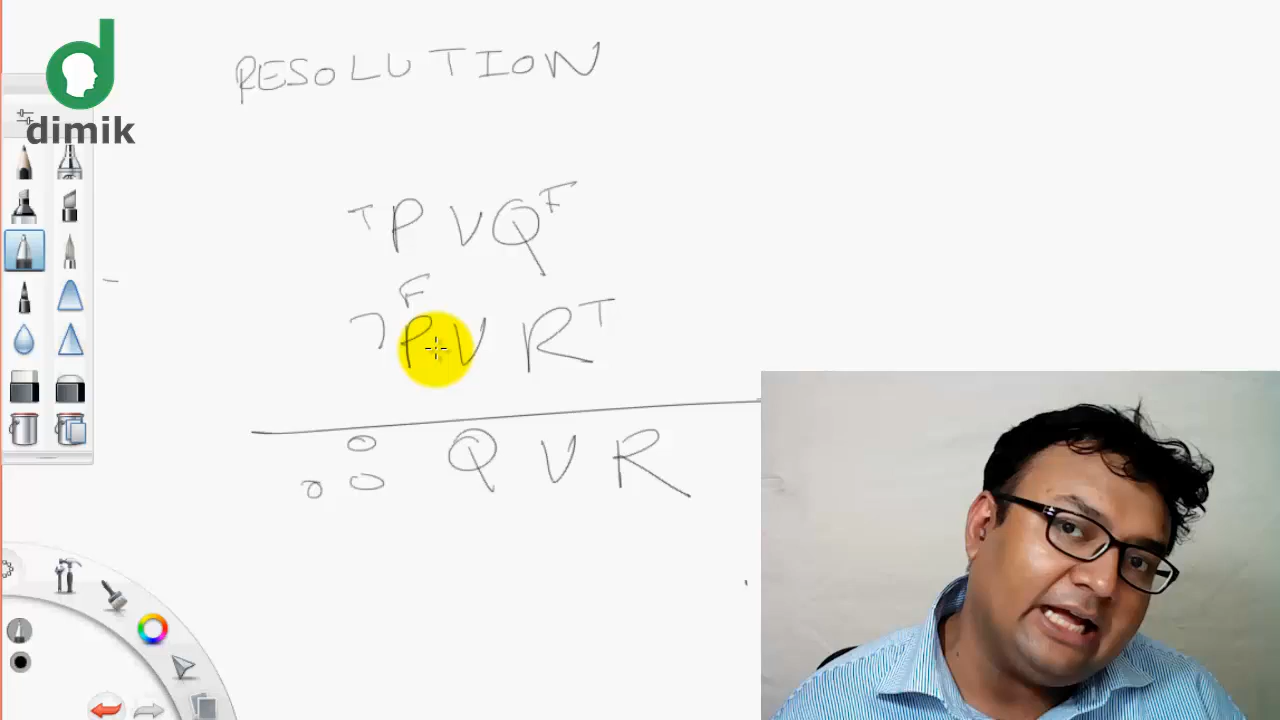 dimik
RESOLUTION
T P V Q F
F
¬ P V R T
∴ Q V R